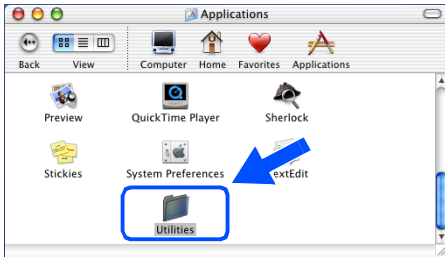 Applications
Back View Computer Home Favorites Applications
Preview QuickTime Player Sherlock
Stickies System Preferences extEdit
Utilities